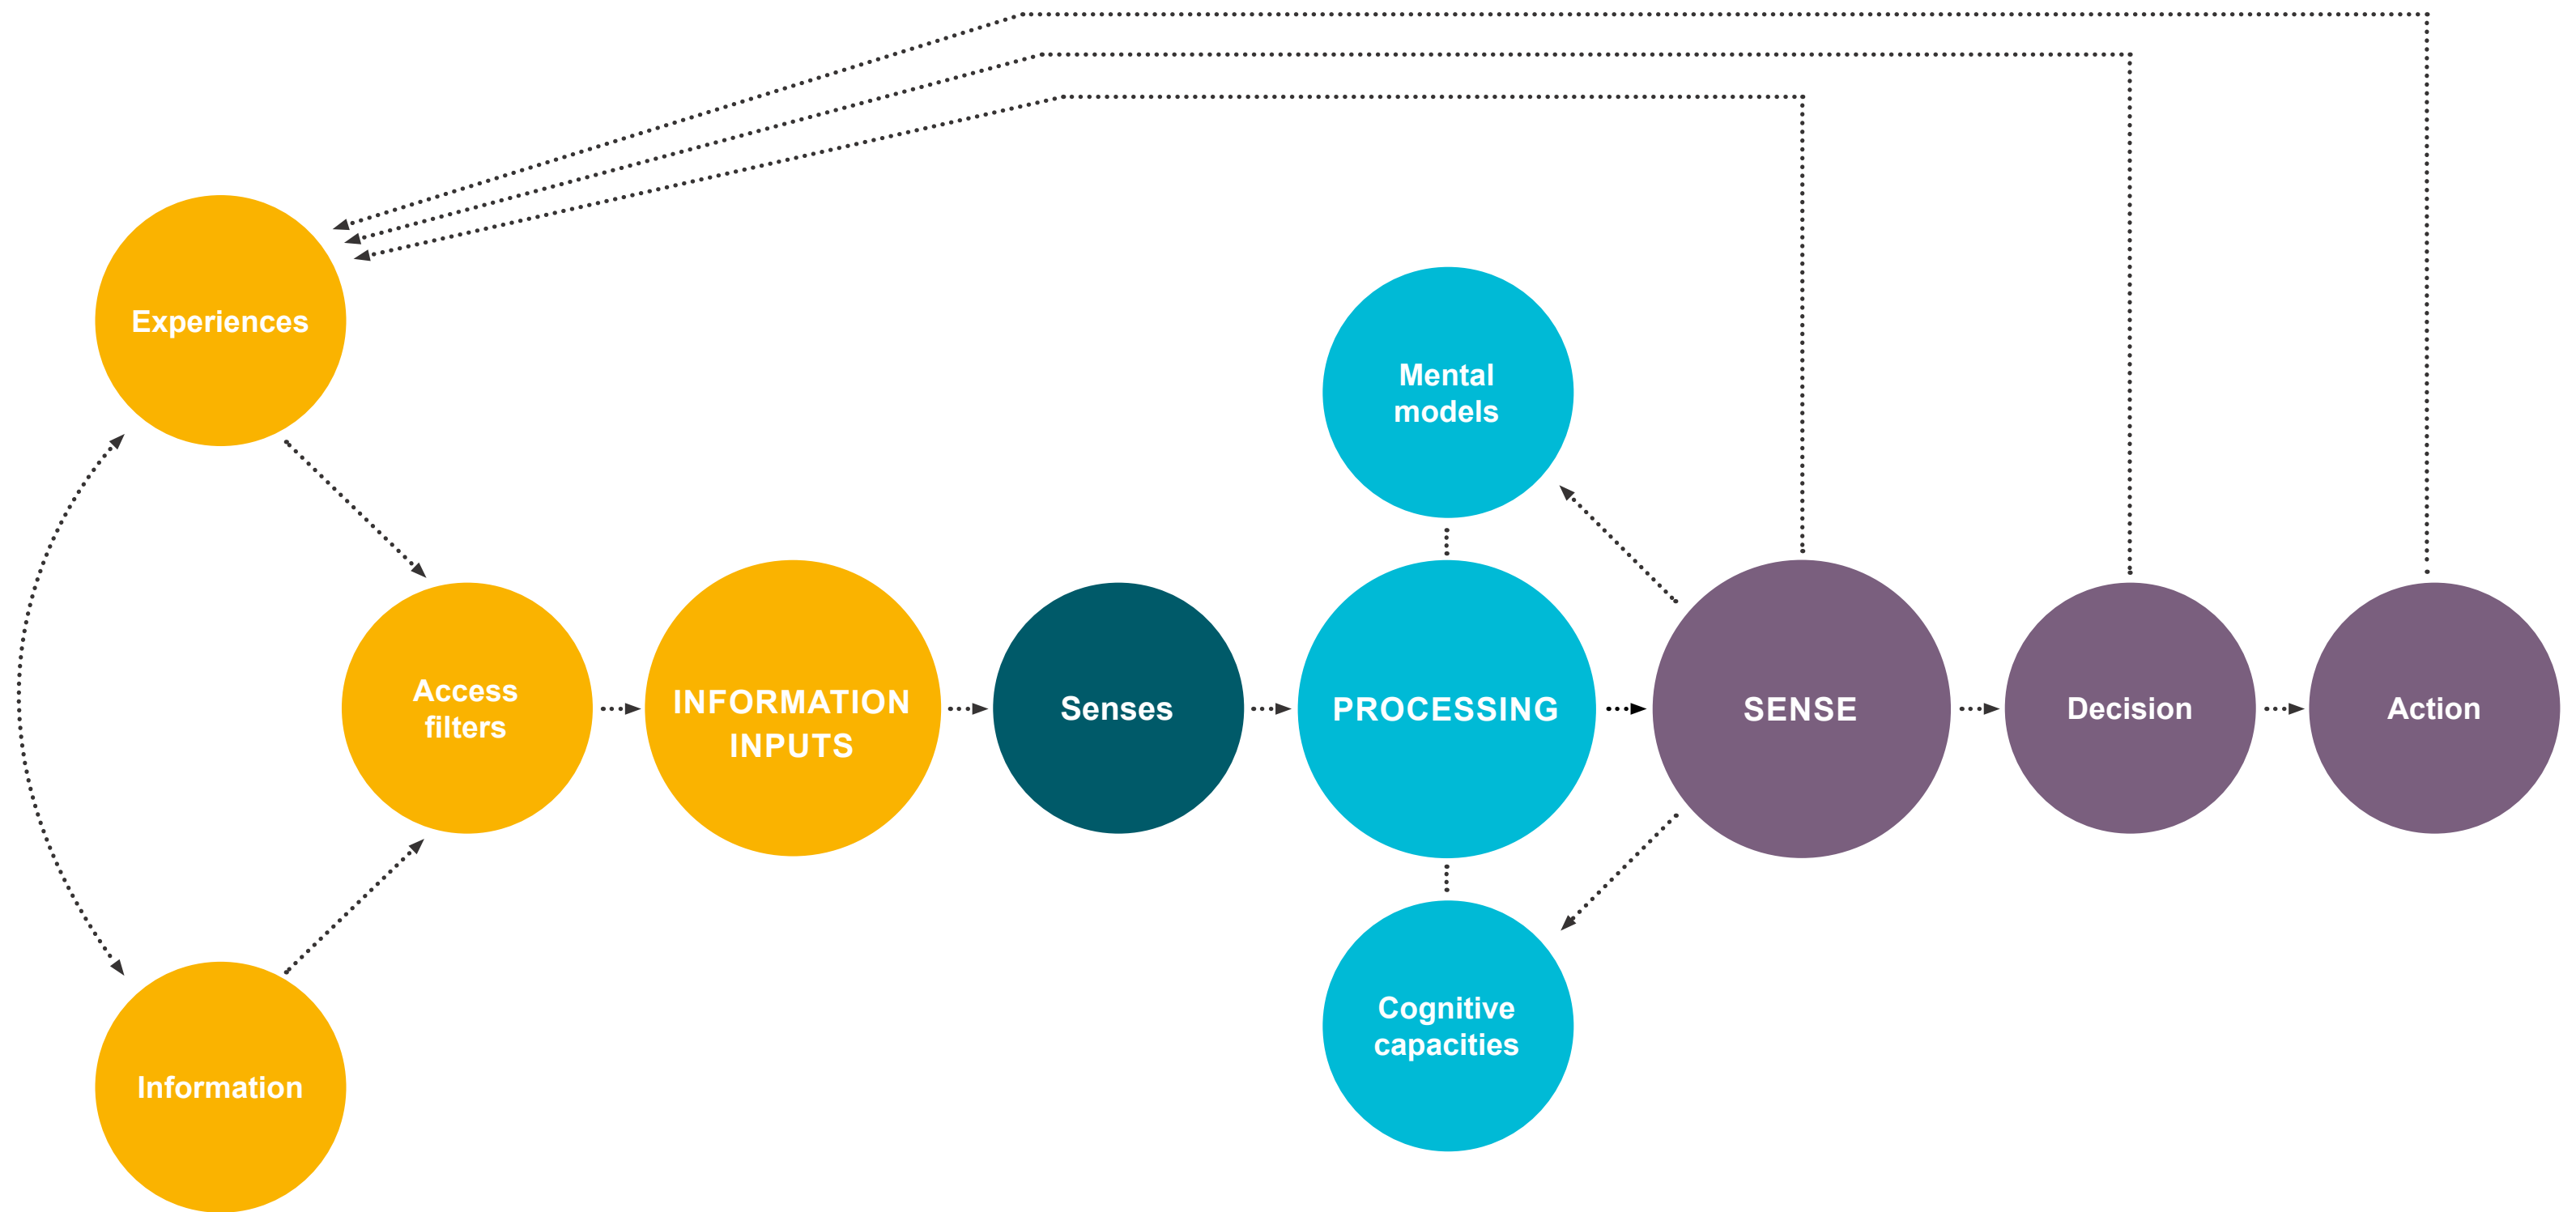 Experiences
Mental
models
Access
filters
INFORMATION
INPUTS
Senses
PROCESSING
SENSE
Decision
Action
Cognitive
capacities
Information